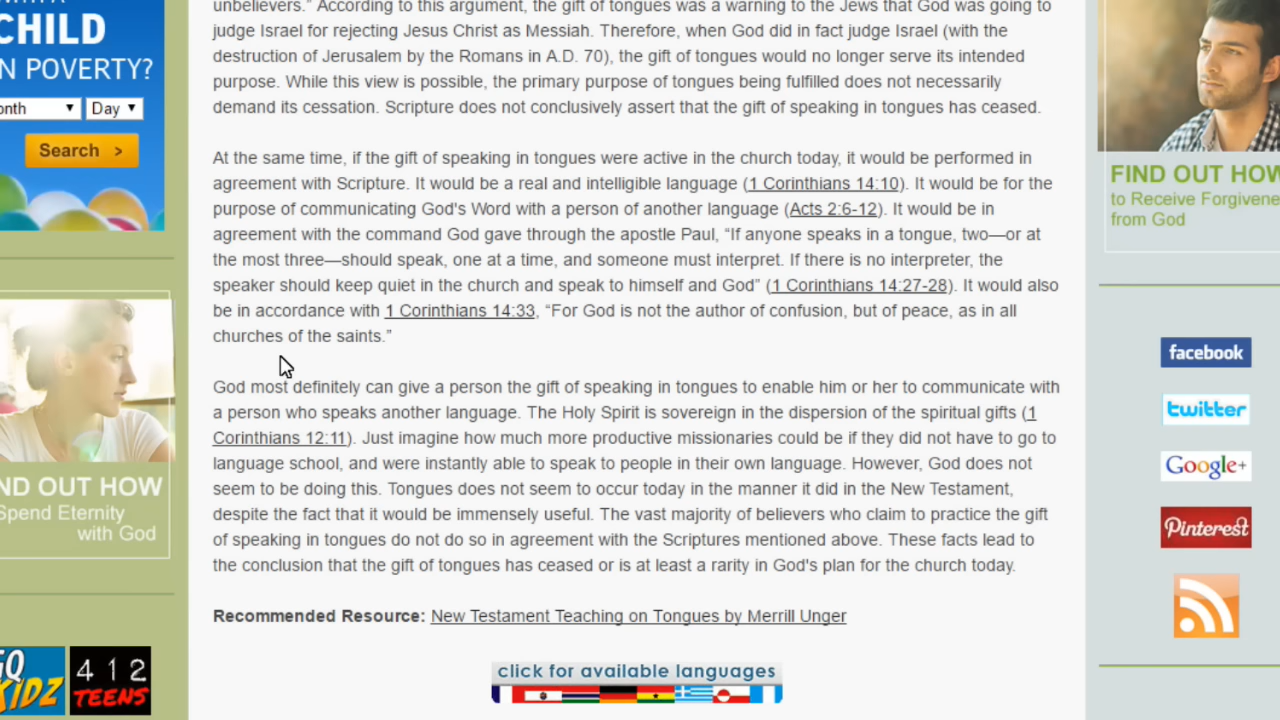 CHILD
N POVERTY?
onth
Day
Search >
ND OUT HOW
Spend Eternity
with God
GQ
KIDZ
4 1 2
TEENS
unbelievers.” According to this argument, the gift of tongues was a warning to the Jews that God was going to
judge Israel for rejecting Jesus Christ as Messiah. Therefore, when God did in fact judge Israel (with the
destruction of Jerusalem by the Romans in A.D. 70), the gift of tongues would no longer serve its intended
purpose. While this view is possible, the primary purpose of tongues being fulfilled does not necessarily
demand its cessation. Scripture does not conclusively assert that the gift of speaking in tongues has ceased.
At the same time, if the gift of speaking in tongues were active in the church today, it would be performed in
agreement with Scripture. It would be a real and intelligible language (1 Corinthians 14:10). It would be for the
purpose of communicating God's Word with a person of another language (Acts 2:6-12). It would be in
agreement with the command God gave through the apostle Paul, “If anyone speaks in a tongue, two—or at
the most three—should speak, one at a time, and someone must interpret. If there is no interpreter, the
speaker should keep quiet in the church and speak to himself and God” (1 Corinthians 14:27-28). It would also
be in accordance with 1 Corinthians 14:33, “For God is not the author of confusion, but of peace, as in all
churches of the saints.”
God most definitely can give a person the gift of speaking in tongues to enable him or her to communicate with
a person who speaks another language. The Holy Spirit is sovereign in the dispersion of the spiritual gifts (1
Corinthians 12:11). Just imagine how much more productive missionaries could be if they did not have to go to
language school, and were instantly able to speak to people in their own language. However, God does not
seem to be doing this. Tongues does not seem to occur today in the manner it did in the New Testament,
despite the fact that it would be immensely useful. The vast majority of believers who claim to practice the gift
of speaking in tongues do not do so in agreement with the Scriptures mentioned above. These facts lead to
the conclusion that the gift of tongues has ceased or is at least a rarity in God's plan for the church today.
Recommended Resource: New Testament Teaching on Tongues by Merrill Unger
click for available languages
FIND OUT HOW
to Receive Forgivene
from God
facebook
twitter
Google+
Pinterest